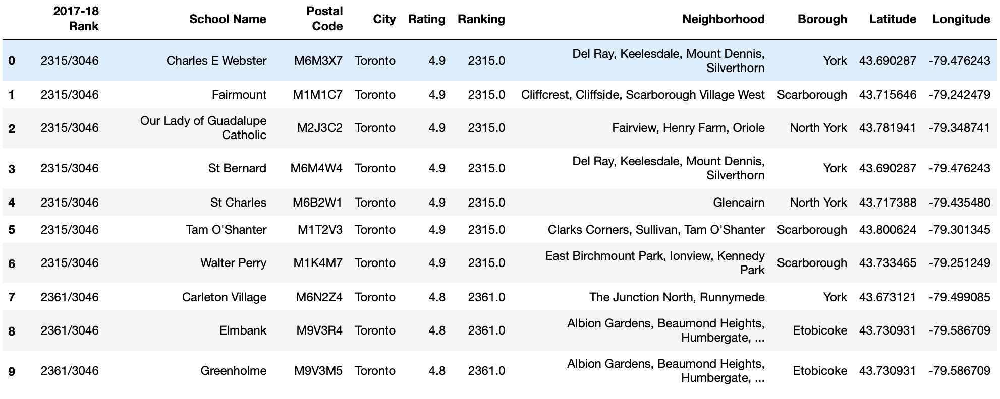 2017-18 Rank School Name Postal Code City Rating Ranking Neighborhood Borough Latitude Longitude
0 2315/3046 Charles E Webster M6M3X7 Toronto 4.9 2315.0 Del Ray, Keelesdale, Mount Dennis, Silverthorn York 43.690287 -79.476243
1 2315/3046 Fairmount M1M1C7 Toronto 4.9 2315.0 Cliffcrest, Cliffside, Scarborough Village West Scarborough 43.715646 -79.242479
2 2315/3046 Our Lady of Guadalupe Catholic M2J3C2 Toronto 4.9 2315.0 Fairview, Henry Farm, Oriole North York 43.781941 -79.348741
3 2315/3046 St Bernard M6M4W4 Toronto 4.9 2315.0 Del Ray, Keelesdale, Mount Dennis, Silverthorn York 43.690287 -79.476243
4 2315/3046 St Charles M6B2W1 Toronto 4.9 2315.0 Glencairn North York 43.717388 -79.435480
5 2315/3046 Tam O'Shanter M1T2V3 Toronto 4.9 2315.0 Clarks Corners, Sullivan, Tam O'Shanter Scarborough 43.800624 -79.301345
6 2315/3046 Walter Perry M1K4M7 Toronto 4.9 2315.0 East Birchmount Park, Ionview, Kennedy Park Scarborough 43.733465 -79.251249
7 2361/3046 Carleton Village M6N2Z4 Toronto 4.8 2361.0 The Junction North, Runnymede York 43.673121 -79.499085
8 2361/3046 Elmbank M9V3R4 Toronto 4.8 2361.0 Albion Gardens, Beaumond Heights, Humbergate, ... Etobicoke 43.730931 -79.586709
9 2361/3046 Greenholme M9V3M5 Toronto 4.8 2361.0 Albion Gardens, Beaumond Heights, Humbergate, ... Etobicoke 43.730931 -79.586709